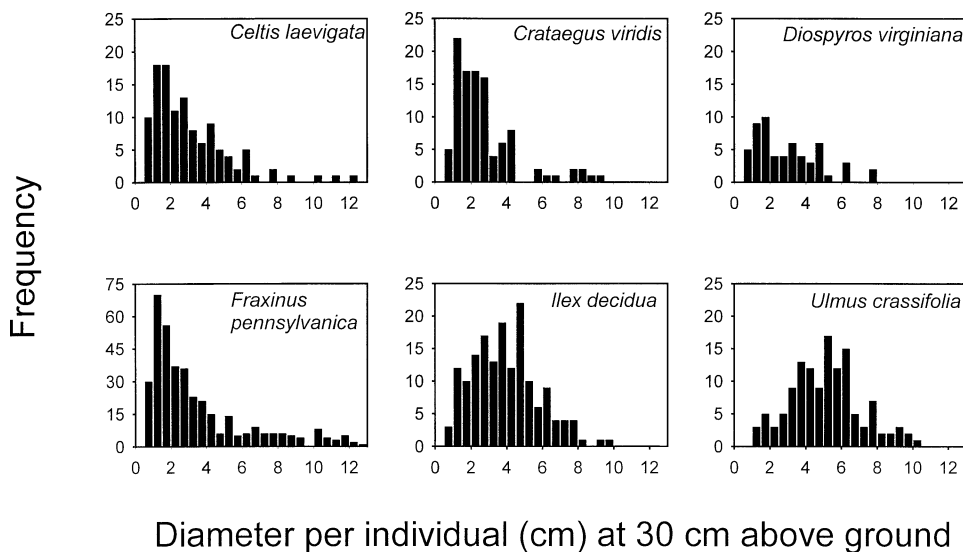 Frequency
25
20
15
10
5
0
Celtis laevigata
0 2 4 6 8 10 12
25
20
15
10
5
0
Crataegus viridis
0 2 4 6 8 10 12
25
20
15
10
5
0
Diospyros virginiana
0 2 4 6 8 10 12
75
60
45
30
15
0
Fraxinus
pennsylvanica
0 2 4 6 8 10 12
25
20
15
10
5
0
Ilex decidua
0 2 4 6 8 10 12
25
20
15
10
5
0
Ulmus crassifolia
0 2 4 6 8 10 12
Diameter per individual (cm) at 30 cm above ground